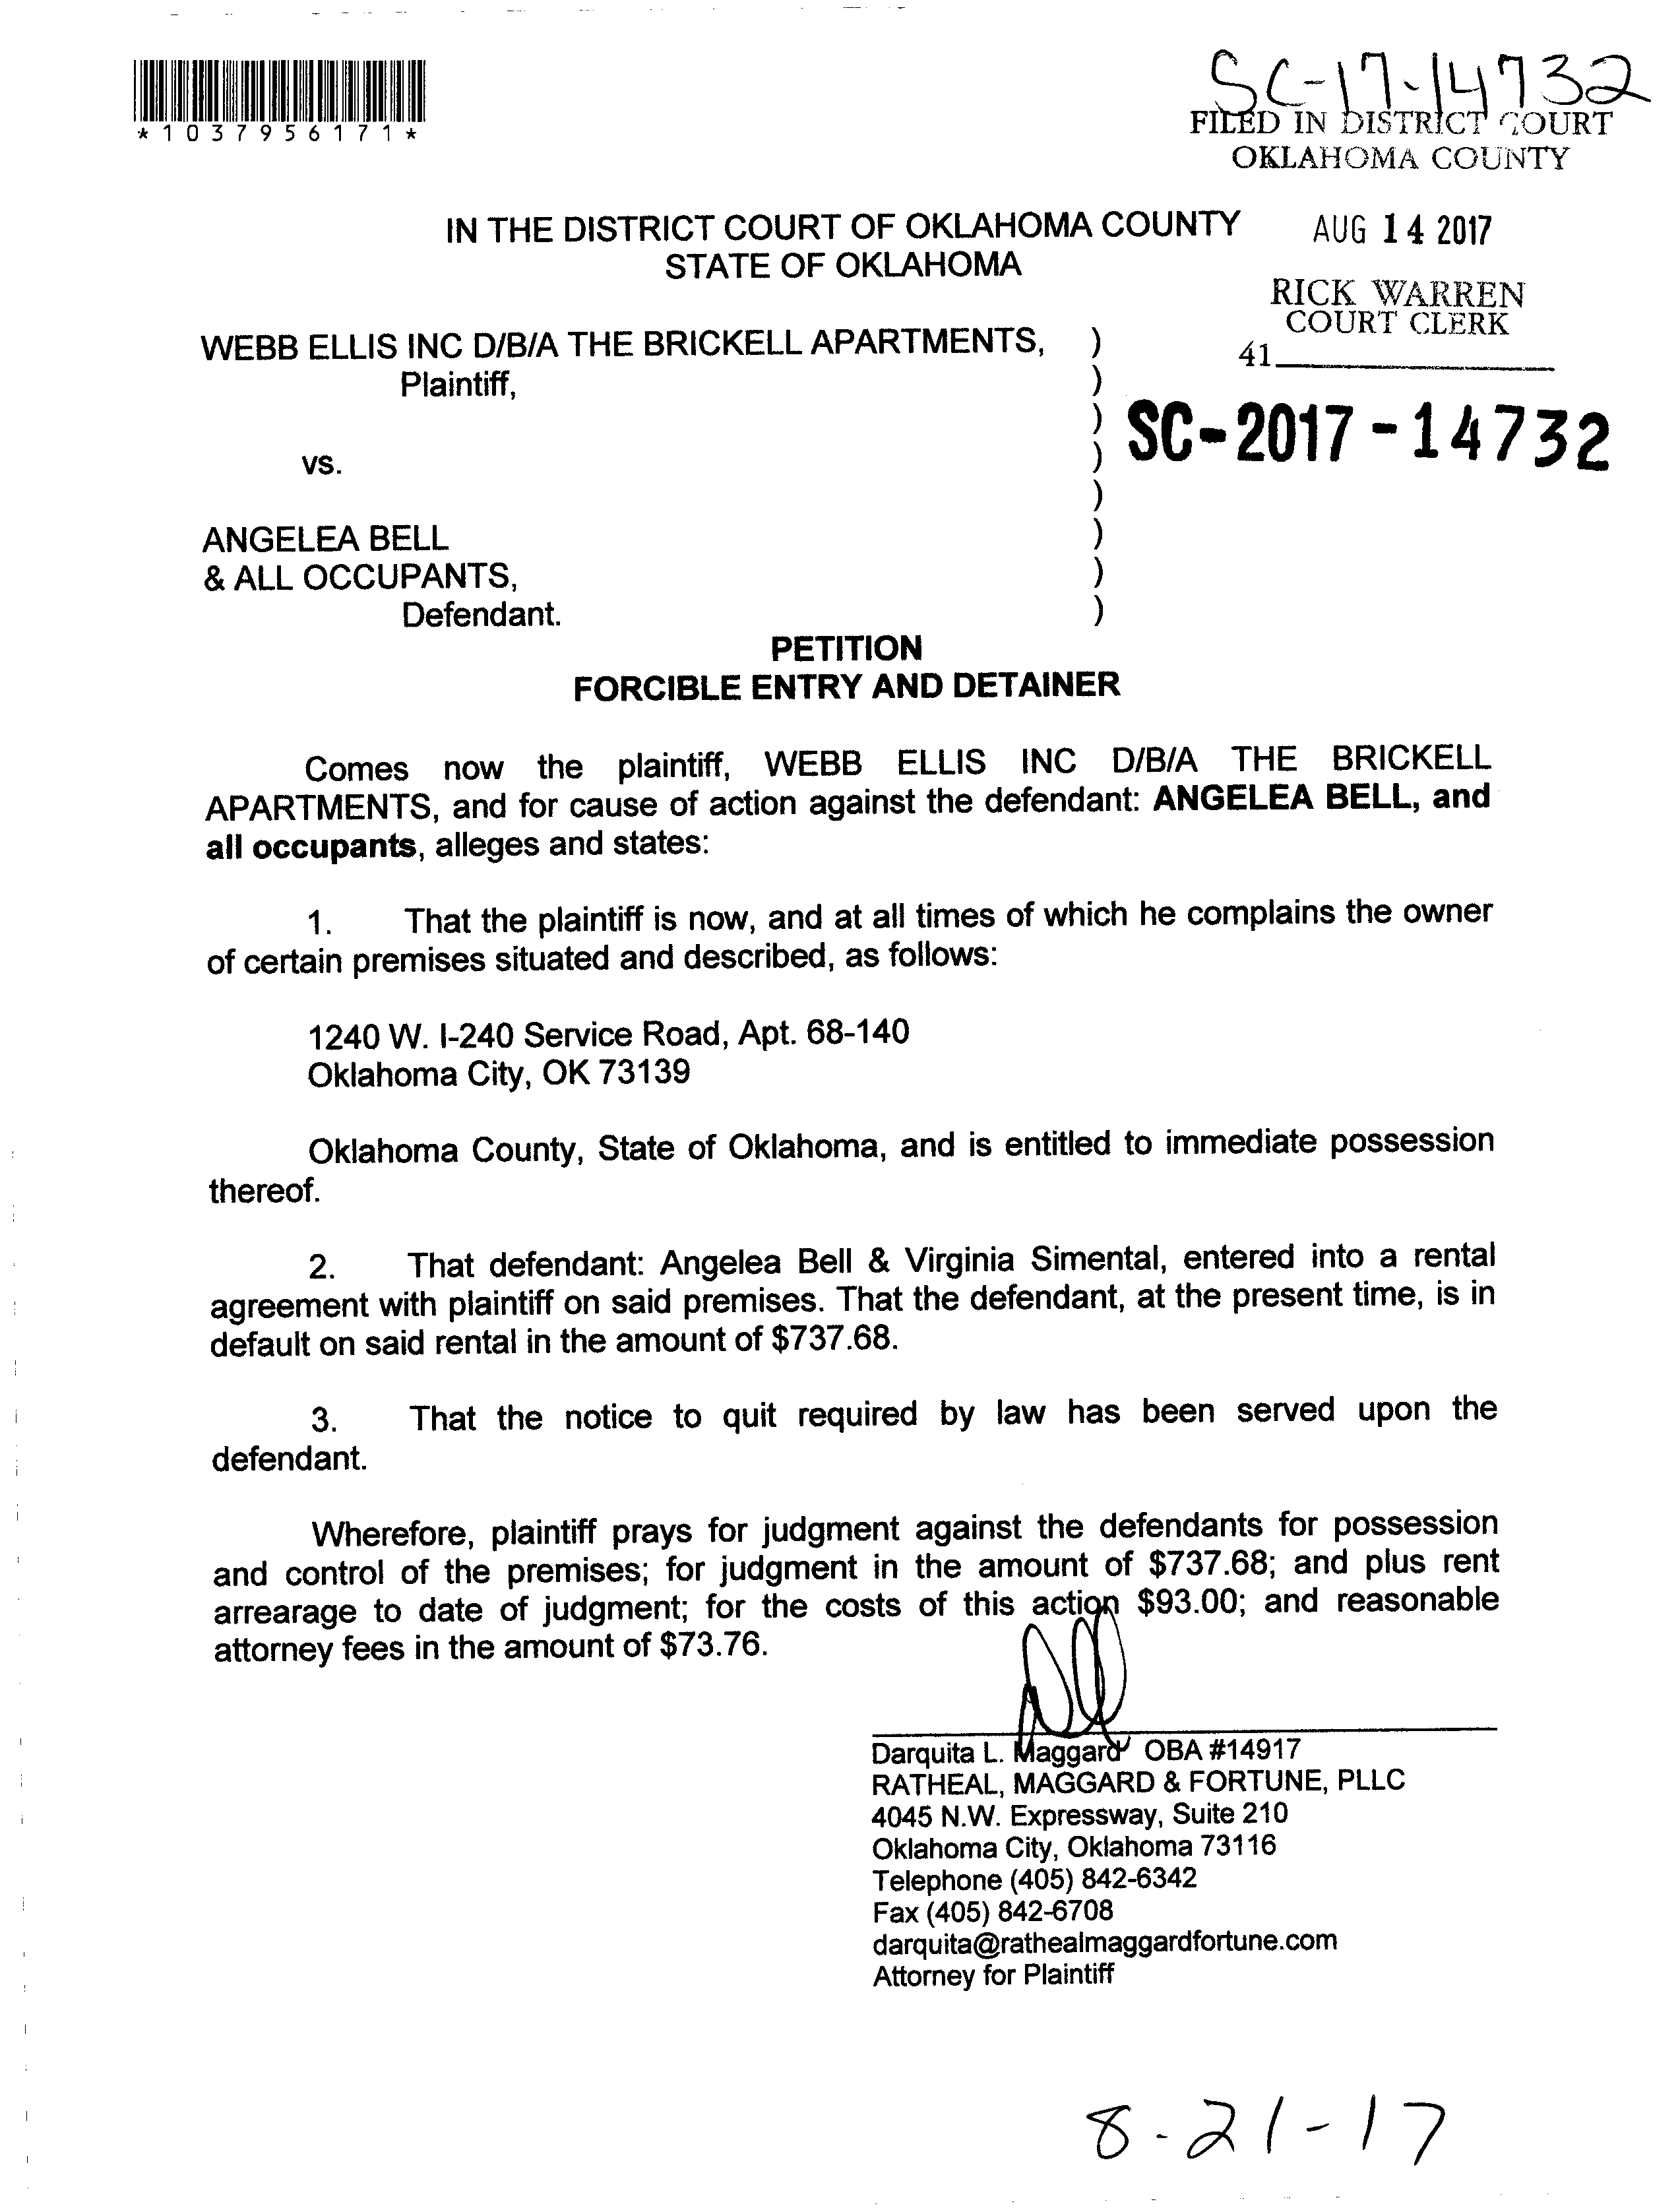 SC-17-14732
*1037956171*
FILED IN DISTRICT COURT
OKLAHOMA COUNTY
IN THE DISTRICT COURT OF OKLAHOMA COUNTY
STATE OF OKLAHOMA
AUG 14 2017
RICK WARREN
COURT CLERK
41
WEBB ELLIS INC D/B/A THE BRICKELL APARTMENTS, )
Plaintiff, )
)
SC-2017-14732
vs. )
)
ANGELEA BELL )
& ALL OCCUPANTS, )
Defendant. )
PETITION
FORCIBLE ENTRY AND DETAINER
Comes now the plaintiff, WEBB ELLIS INC D/B/A THE BRICKELL
APARTMENTS, and for cause of action against the defendant: ANGELEA BELL, and
all occupants, alleges and states:
1. That the plaintiff is now, and at all times of which he complains the owner
of certain premises situated and described, as follows:
1240 W. I-240 Service Road, Apt. 68-140
Oklahoma City, OK 73139
Oklahoma County, State of Oklahoma, and is entitled to immediate possession
thereof.
2. That defendant: Angelea Bell & Virginia Simental, entered into a rental
agreement with plaintiff on said premises. That the defendant, at the present time, is in
default on said rental in the amount of $737.68.
3. That the notice to quit required by law has been served upon the
defendant.
Wherefore, plaintiff prays for judgment against the defendants for possession
and control of the premises; for judgment in the amount of $737.68; and plus rent
arrearage to date of judgment; for the costs of this action $93.00; and reasonable
attorney fees in the amount of $73.76.
Darquita L. Maggard OBA #14917
RATHEAL, MAGGARD & FORTUNE, PLLC
4045 N.W. Expressway, Suite 210
Oklahoma City, Oklahoma 73116
Telephone (405) 842-6342
Fax (405) 842-6708
darquita@rathealmaggardfortune.com
Attorney for Plaintiff
8-21-17